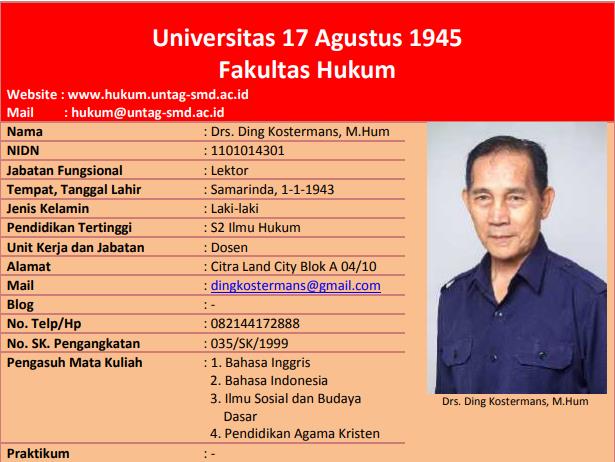 Universitas 17 Agustus 1945
Fakultas Hukum
Website : www.hukum.untag-smd.ac.id
Mail : hukum@untag-smd.ac.id
Nama : Drs. Ding Kostermans, M.Hum
NIDN : 1101014301
Jabatan Fungsional : Lektor
Tempat, Tanggal Lahir : Samarinda, 1-1-1943
Jenis Kelamin : Laki-laki
Pendidikan Tertinggi : S2 Ilmu Hukum
Unit Kerja dan Jabatan : Dosen
Alamat : Citra Land City Blok A 04/10
Mail : dingkostermans@gmail.com
Blog : -
No. Telp/Hp : 082144172888
No. SK. Pengangkatan : 035/SK/1999
Pengasuh Mata Kuliah : 1. Bahasa Inggris
2. Bahasa Indonesia
3. Ilmu Sosial dan Budaya
Dasar
4. Pendidikan Agama Kristen
Praktikum : -
Drs. Ding Kostermans, M.Hum